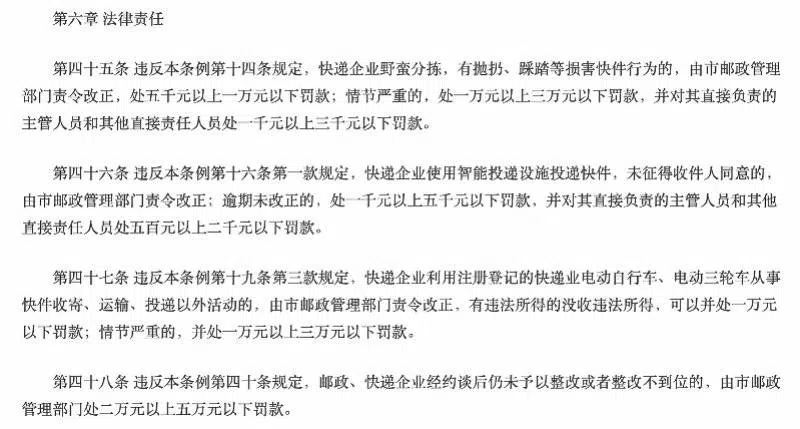 第六章 法律责任
第四十五条 违反本条例第十四条规定，快递企业野蛮分拣，有抛扔、踩踏等损害快件行为的，由市邮政管理
部门责令改正，处五千元以上一万元以下罚款；情节严重的，处一万元以上三万元以下罚款，并对其直接负责的
主管人员和其他直接责任人员处一千元以上三千元以下罚款。
第四十六条 违反本条例第十六条第一款规定，快递企业使用智能投递设施投递快件，未征得收件人同意的，
由市邮政管理部门责令改正；逾期未改正的，处一千元以上五千元以下罚款，并对其直接负责的主管人员和其他
直接责任人员处五百元以上二千元以下罚款。
第四十七条 违反本条例第十九条第三款规定，快递企业利用注册登记的快递业电动自行车、电动三轮车从事
快件收寄、运输、投递以外活动的，由市邮政管理部门责令改正，有违法所得的没收违法所得，可以并处一万元
以下罚款；情节严重的，并处一万元以上三万元以下罚款。
第四十八条 违反本条例第四十条规定，邮政、快递企业经约谈后仍未予以整改或者整改不到位的，由市邮政
管理部门处二万元以上五万元以下罚款。